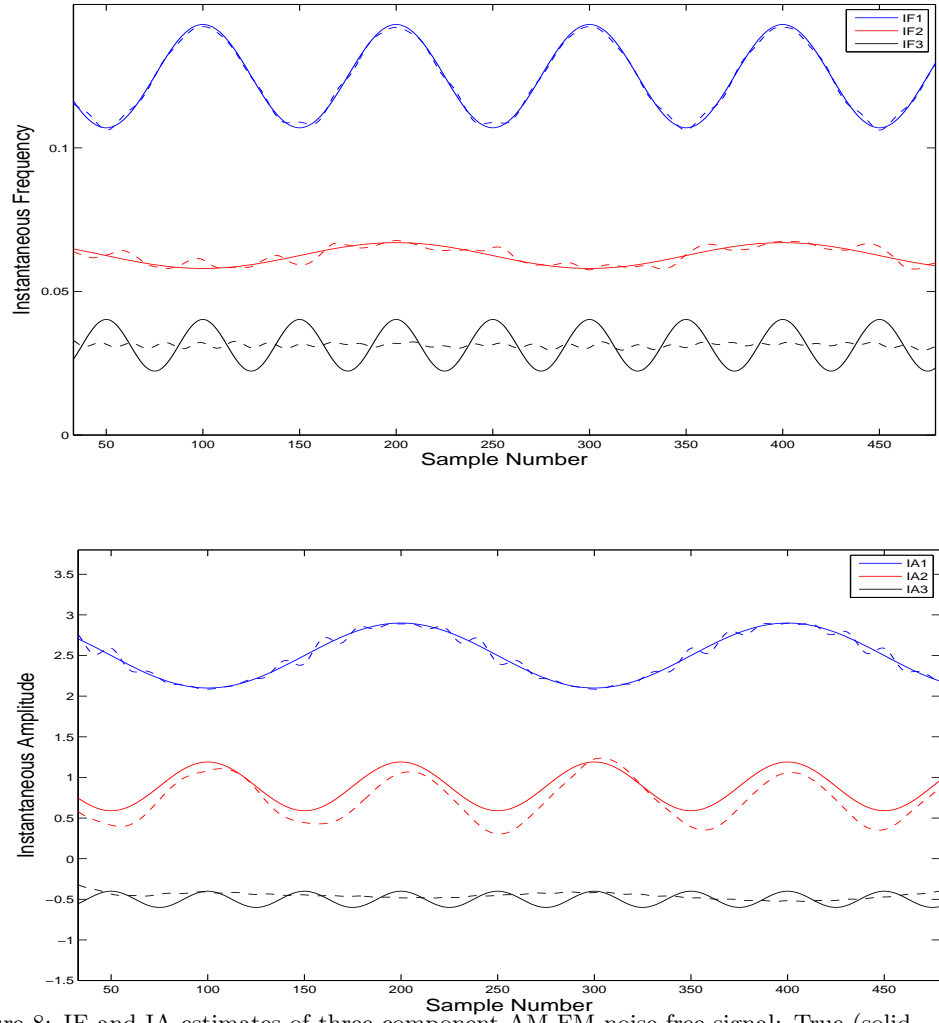 IF1
IF2
IF3
0.1
0.05
0
Instantaneous Frequency
50 100 150 200 250 300 350 400 450
Sample Number
IA1
IA2
IA3
3.5
3
2.5
2
1.5
1
0.5
0
−0.5
−1
−1.5
Instantaneous Amplitude
50 100 150 200 250 300 350 400 450
Sample Number
8: IF and IA estimates of three component AM-FM noise free signal: True (solid